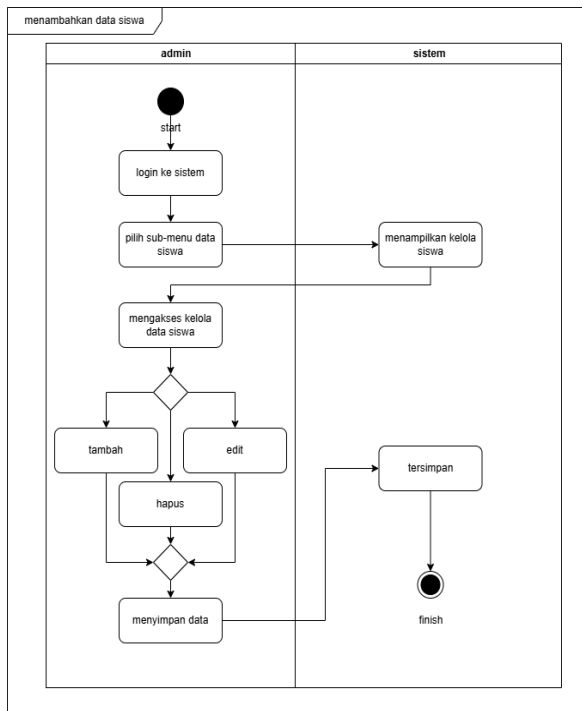 menambahkan data siswa
admin
sistem
start
login ke sistem
pilih sub-menu data
siswa
menampilkan kelola
siswa
mengakses kelola
data siswa
tambah
edit
hapus
tersimpan
menyimpan data
finish